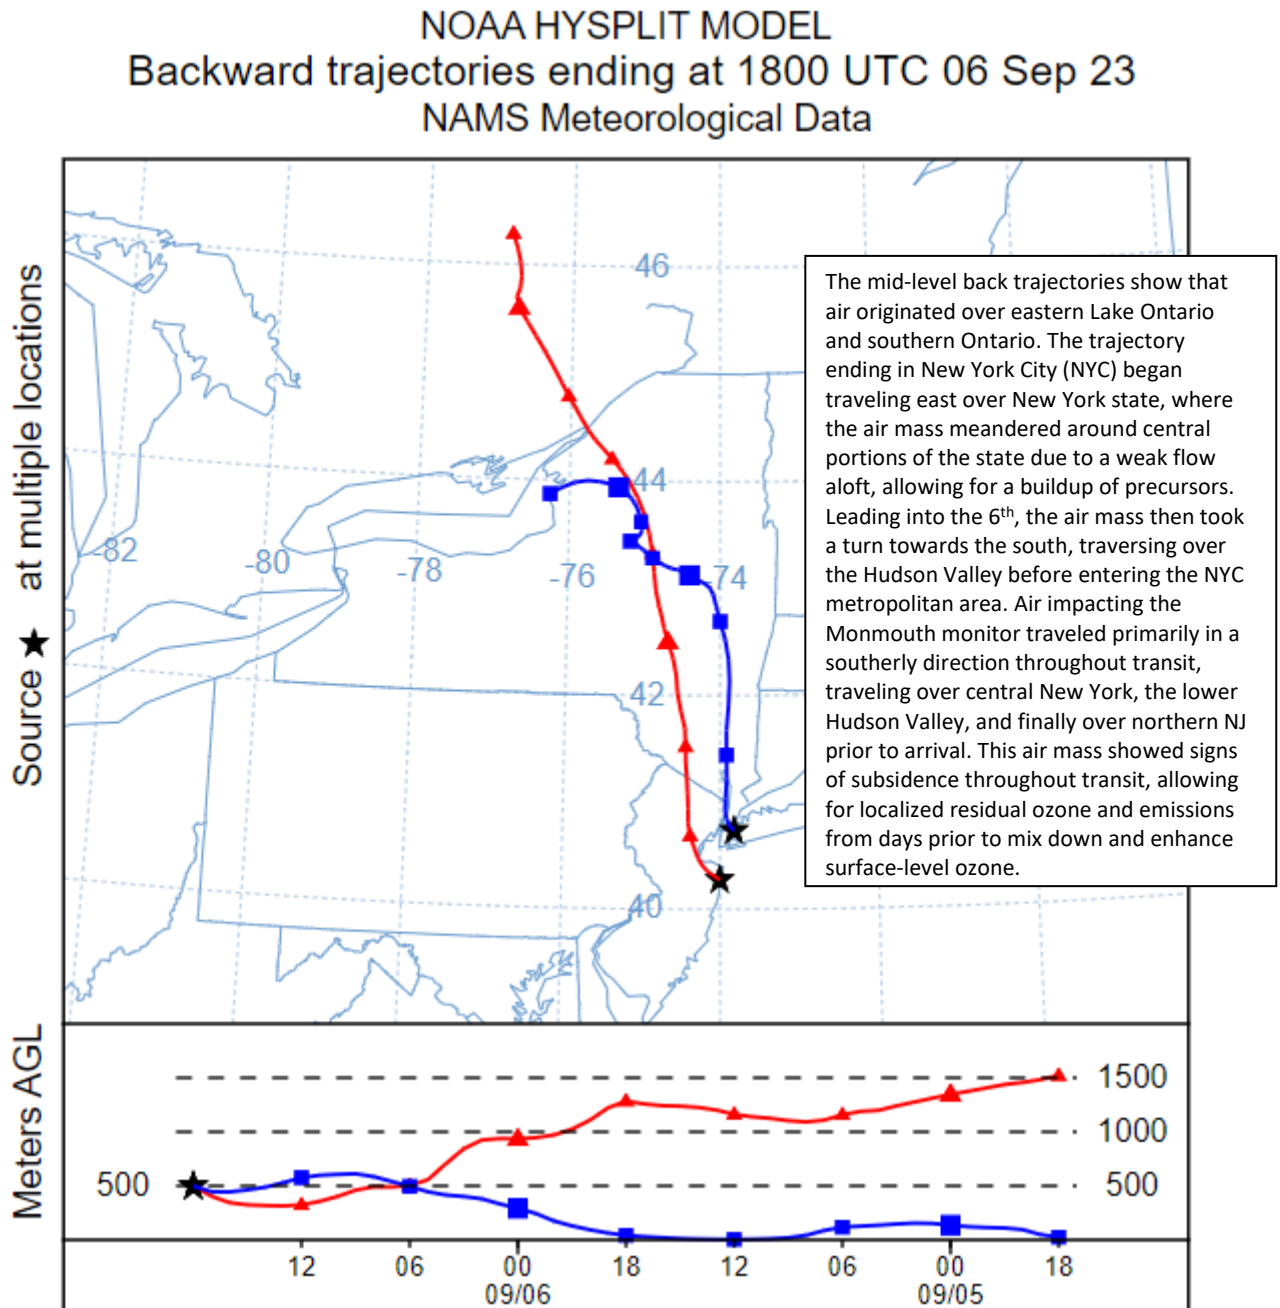 NOAA HYSPLIT MODEL
Backward trajectories ending at 1800 UTC 06 Sep 23
NAMS Meteorological Data
Source ★ at multiple locations
46
44
-82
-80
-78
-76
-74
42
40
The mid-level back trajectories show that
air originated over eastern Lake Ontario
and southern Ontario. The trajectory
ending in New York City (NYC) began
traveling east over New York state, where
the air mass meandered around central
portions of the state due to a weak flow
aloft, allowing for a buildup of precursors.
Leading into the 6th, the air mass then took
a turn towards the south, traversing over
the Hudson Valley before entering the NYC
metropolitan area. Air impacting the
Monmouth monitor traveled primarily in a
southerly direction throughout transit,
traveling over central New York, the lower
Hudson Valley, and finally over northern NJ
prior to arrival. This air mass showed signs
of subsidence throughout transit, allowing
for localized residual ozone and emissions
from days prior to mix down and enhance
surface-level ozone.
Meters AGL
1500
1000
500 500
12 06 00 18 12 06 00 18
09/06 09/05